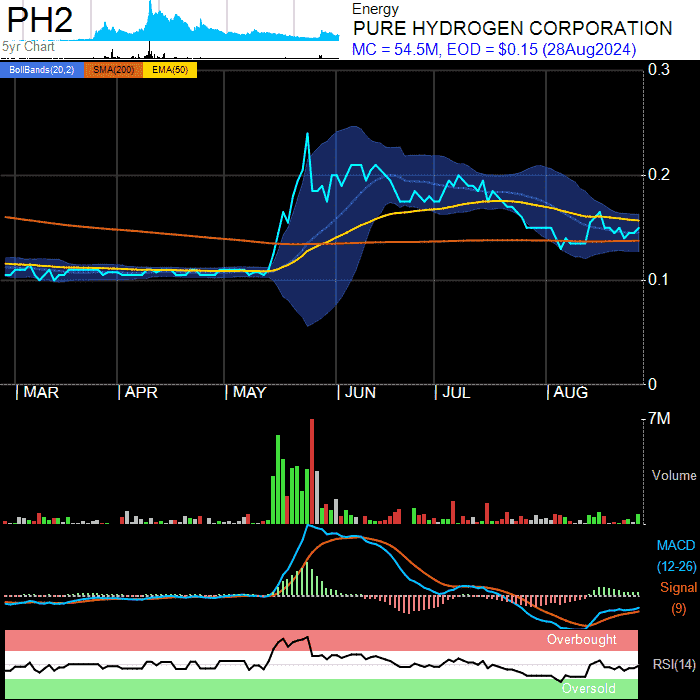 PH2
5yr Chart
Energy
PURE HYDROGEN CORPORATION
MC = 54.5M, EOD = $0.15 (28Aug2024)
BollBands(20,2) SMA(200) EMA(50)
0.3
0.2
0.1
0
| MAR | APR | MAY | JUN | JUL | AUG
7M
Volume
MACD
(12-26)
Signal
(9)
Overbought
RSI(14)
Oversold